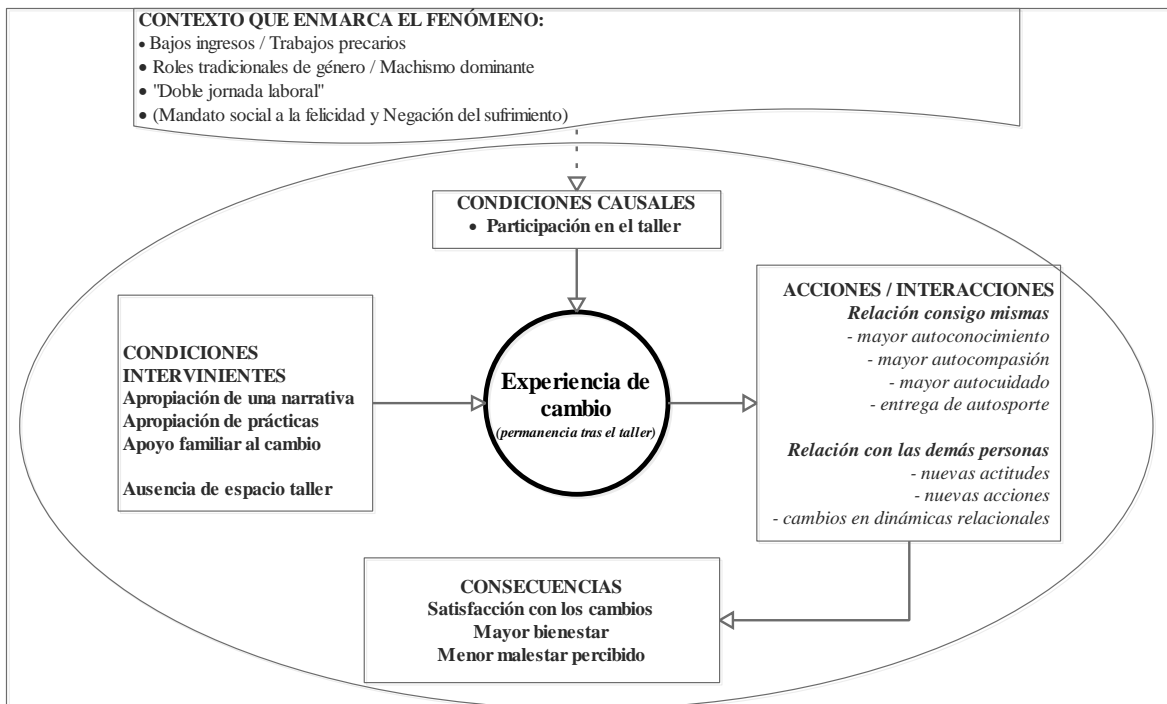 CONTEXTO QUE ENMARCA EL FENÓMENO:
• Bajos ingresos / Trabajos precarios
• Roles tradicionales de género / Machismo dominante
• "Doble jornada laboral"
• (Mandato social a la felicidad y Negación del sufrimiento)
CONDICIONES CAUSALES
• Participación en el taller
CONDICIONES
INTERVINIENTES
Apropiación de una narrativa
Apropiación de prácticas
Apoyo familiar al cambio
Ausencia de espacio taller
Experiencia de
cambio
(permanencia tras el taller)
ACCIONES / INTERACCIONES
Relación consigo mismas
- mayor autoconocimiento
- mayor autocompasión
- mayor autocuidado
- entrega de autosporte
Relación con las demás personas
- nuevas actitudes
- nuevas acciones
- cambios en dinámicas relacionales
CONSECUENCIAS
Satisfacción con los cambios
Mayor bienestar
Menor malestar percibido